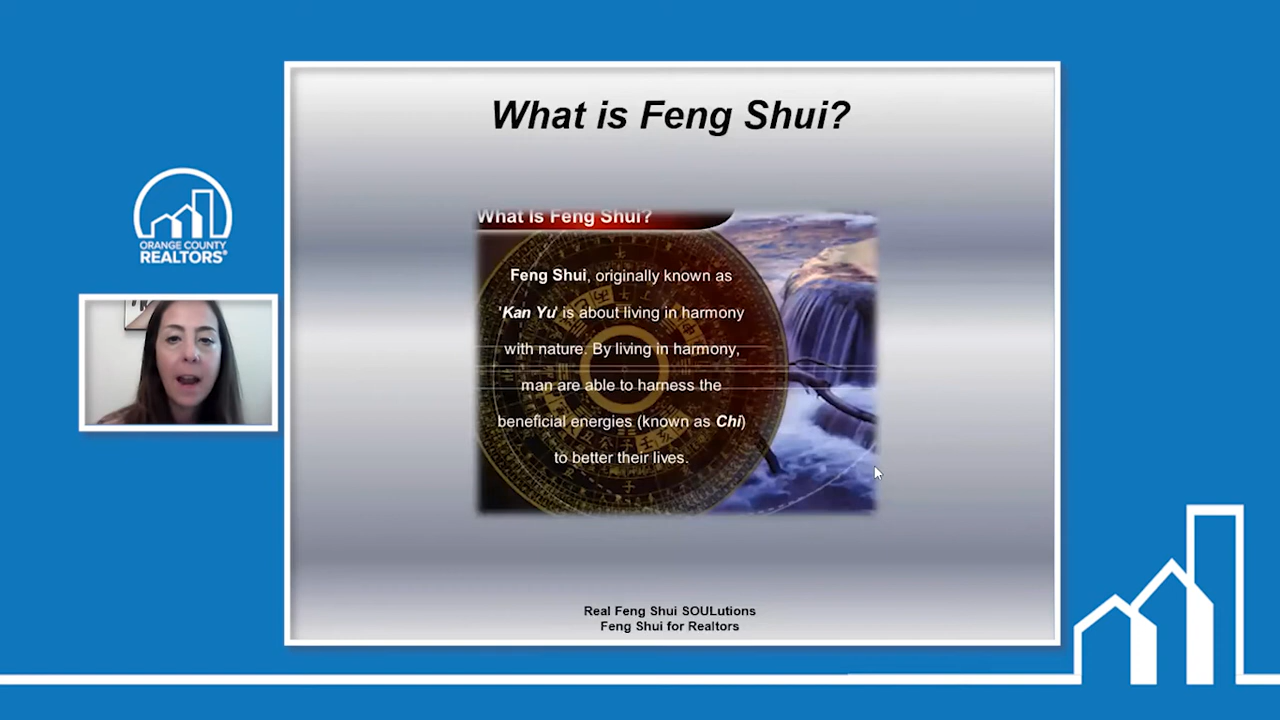 What is Feng Shui?
ORANGE COUNTY
REALTORS®
What Is Feng Shui?
Feng Shui, originally known as
'Kan Yu' is about living in harmony
with nature. By living in harmony,
man are able to harness the
beneficial energies (known as Chi)
to better their lives.
Real Feng Shui SOULutions
Feng Shui for Realtors